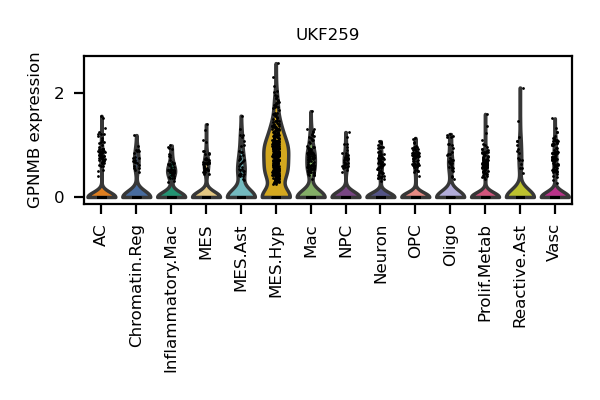 UKF259
GPNMB expression
2
0
AC
Chromatin.Reg
Inflammatory.Mac
MES
MES.Ast
MES.Hyp
Mac
NPC
Neuron
OPC
Oligo
Prolif.Metab
Reactive.Ast
Vasc